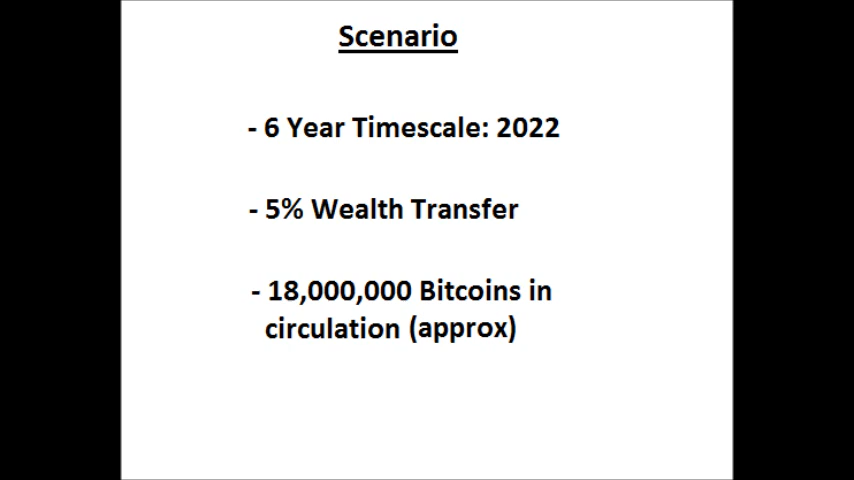 Scenario
- 6 Year Timescale: 2022
- 5% Wealth Transfer
- 18,000,000 Bitcoins in
circulation (approx)